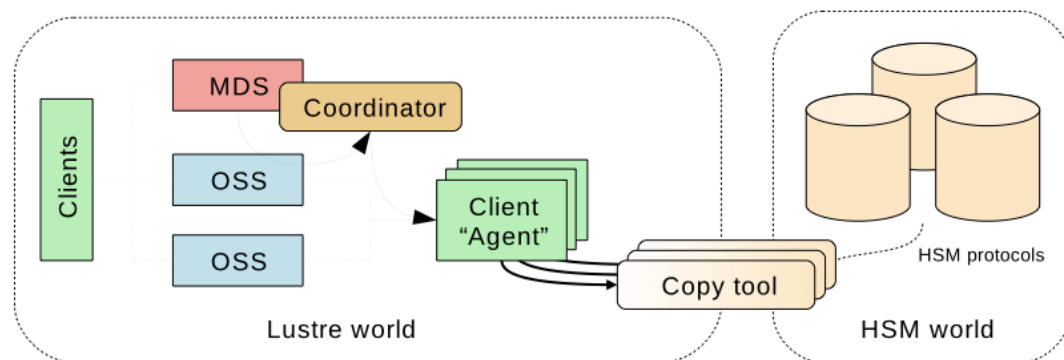 MDS
Coordinator
Clients
OSS
OSS
Client
“Agent”
Copy tool
HSM protocols
Lustre world
HSM world